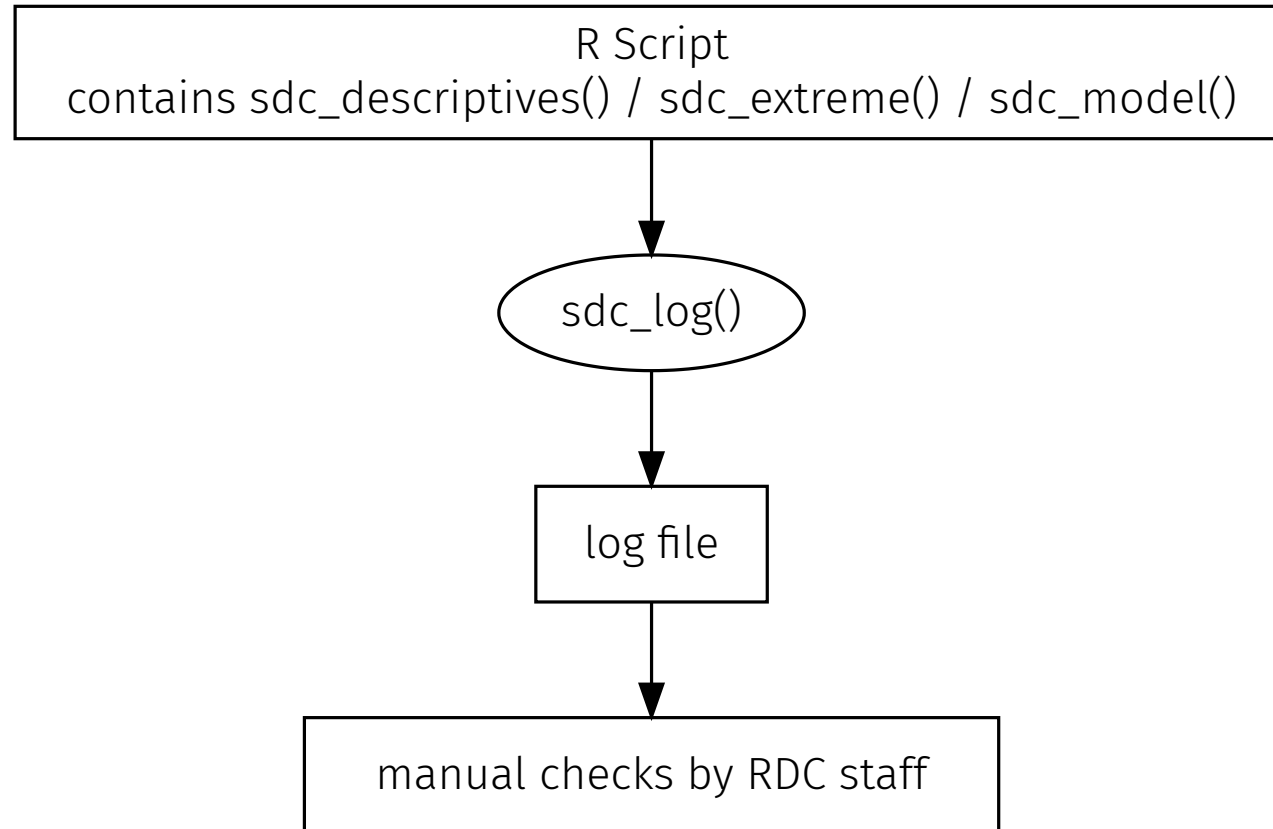 R Script
contains sdc_descriptives() / sdc_extreme() / sdc_model()
sdc_log()
log file
manual checks by RDC staff